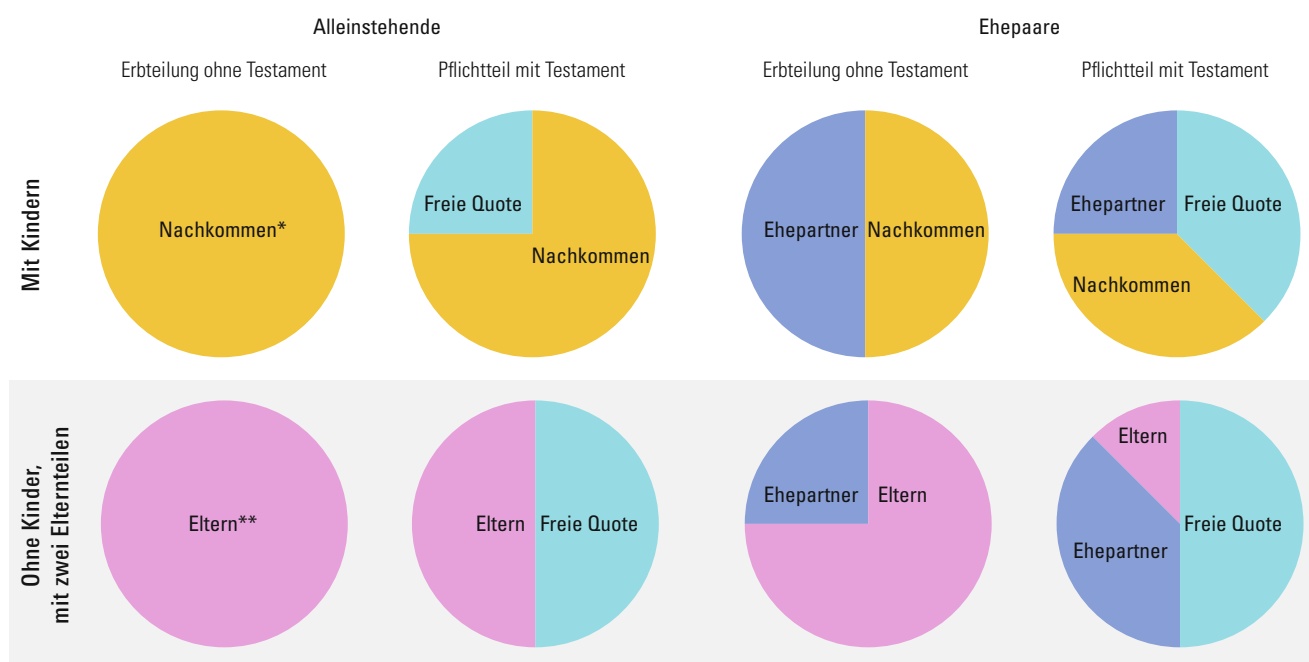 Alleinstehende
Ehepaare
Erbteilung ohne Testament
Pflichtteil mit Testament
Erbteilung ohne Testament
Pflichtteil mit Testament
Mit Kindern
Nachkommen*
Freie Quote
Nachkommen
Ehepartner
Nachkommen
Ehepartner
Freie Quote
Nachkommen
Ohne Kinder,
mit zwei Elternteilen
Eltern**
Eltern
Freie Quote
Ehepartner
Eltern
Eltern
Freie Quote
Ehepartner